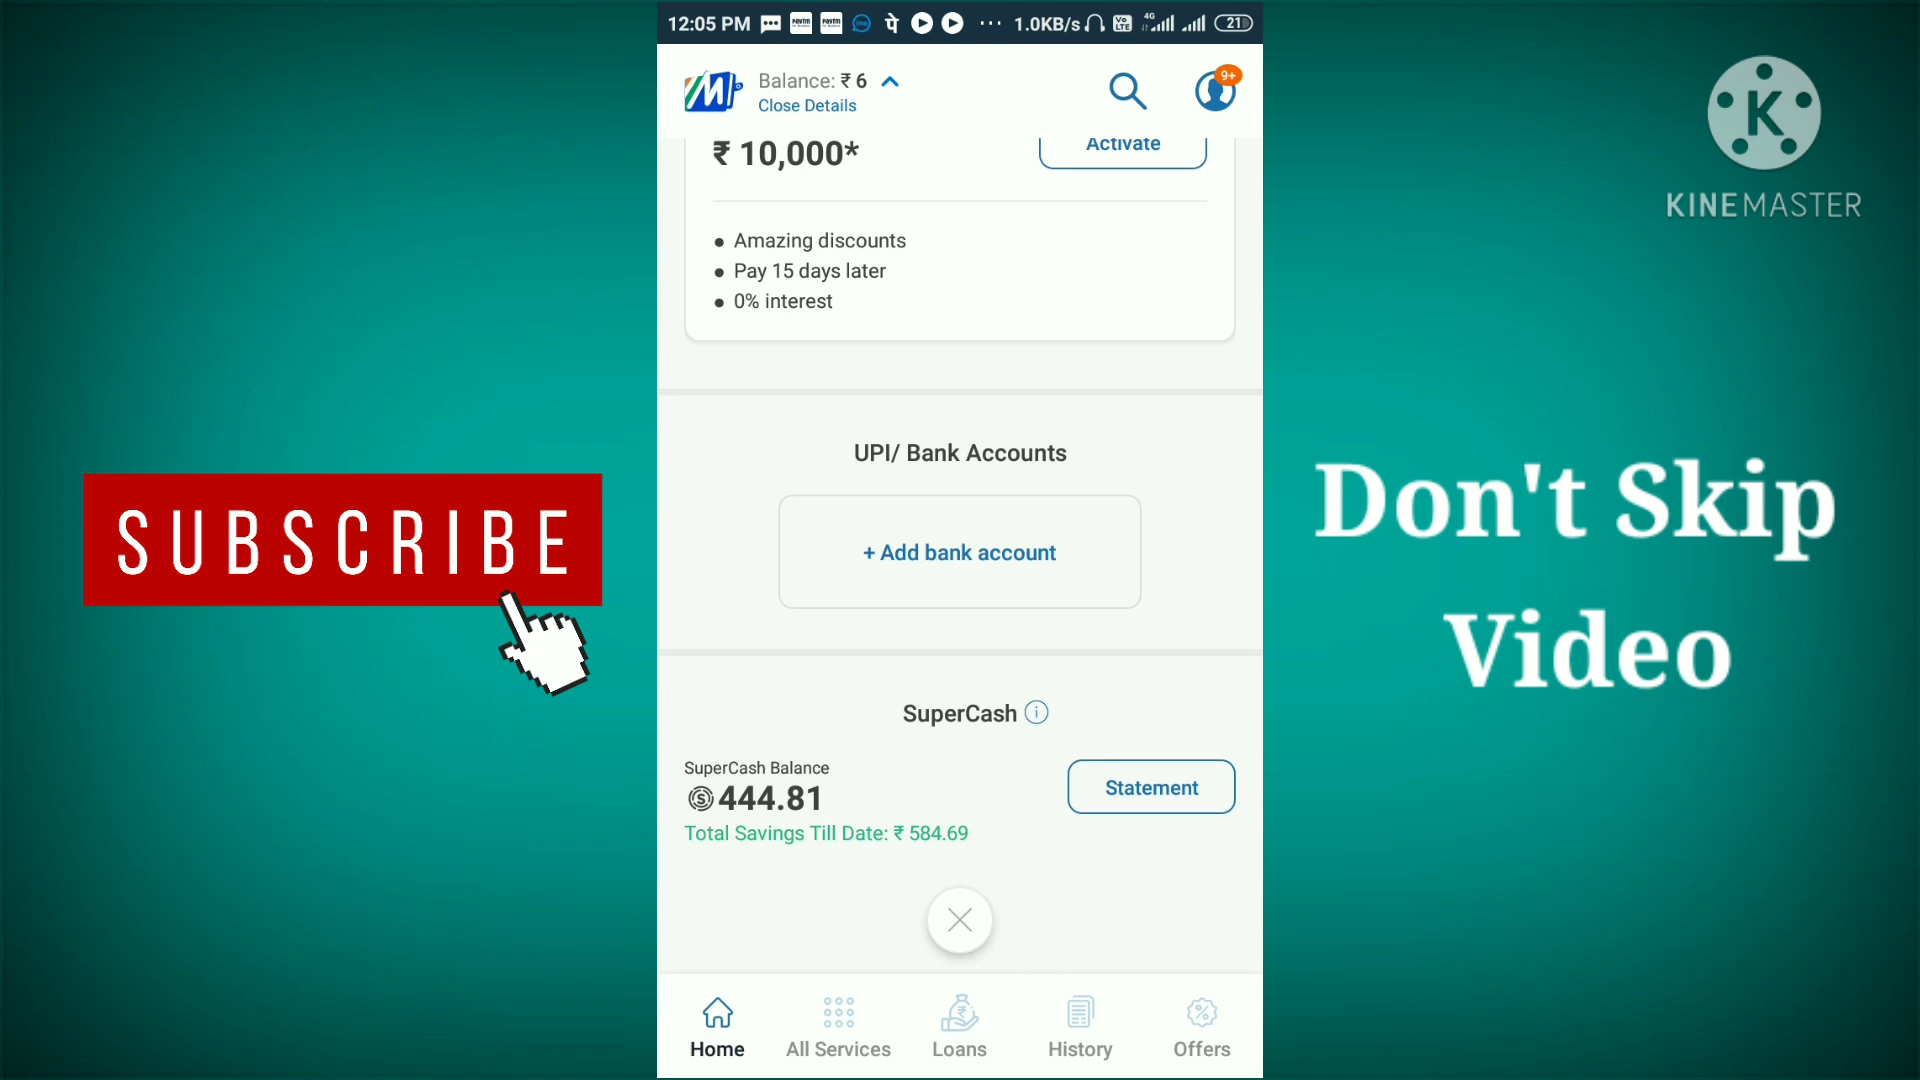 12:05 PM
1.0KB/s
4G
21
Balance: ₹ 6
Close Details
9+
₹ 10,000*
Activate
Amazing discounts
Pay 15 days later
0% interest
UPI/ Bank Accounts
+ Add bank account
SuperCash
SuperCash Balance
444.81
Total Savings Till Date: ₹ 584.69
Statement
Home
All Services
Loans
History
Offers
SUBSCRIBE
K
KINEMASTER
Don't Skip
Video